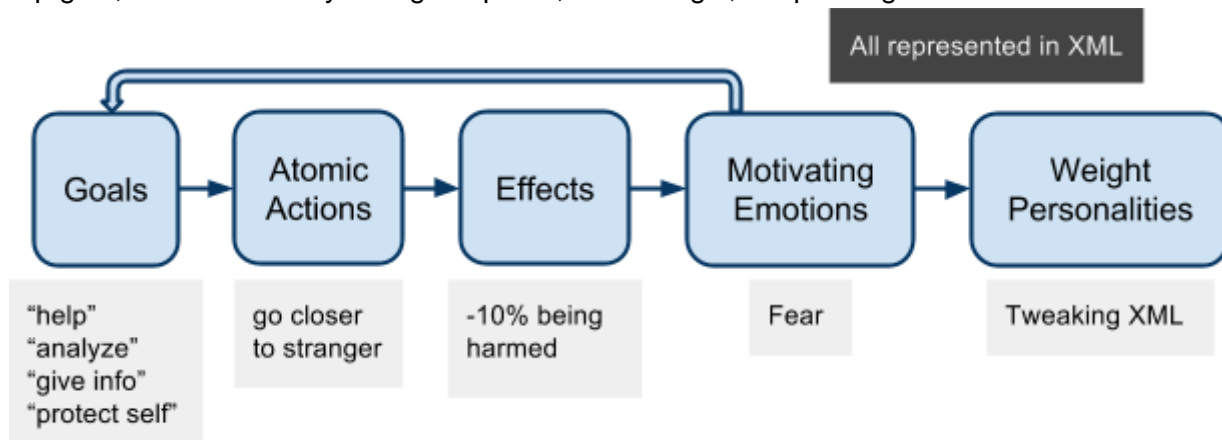 All represented in XML
Goals
Atomic
Actions
Effects
Motivating
Emotions
Weight
Personalities
“help”
“analyze”
“give info”
“protect self”
go closer
to stranger
-10% being
harmed
Fear
Tweaking XML